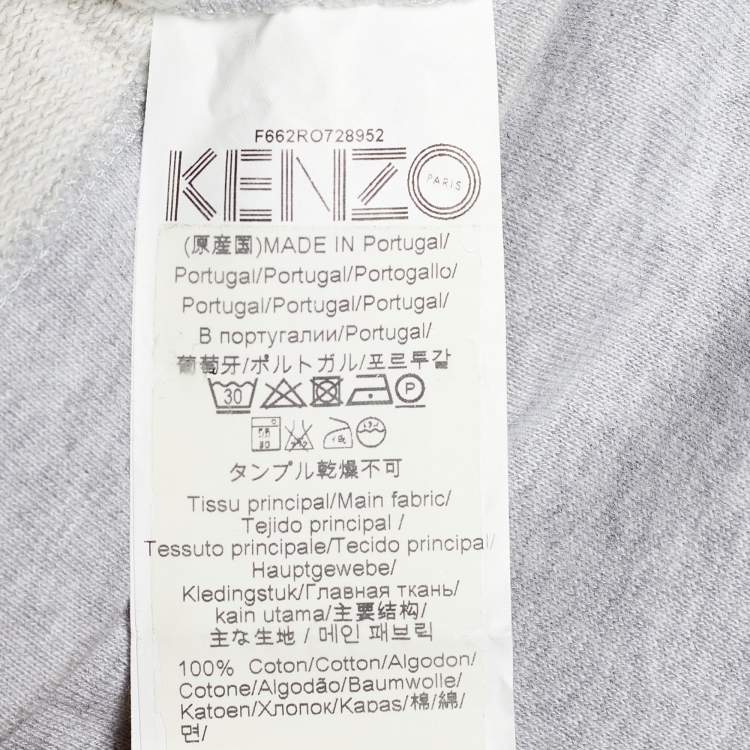 F662RO728952
KENZO PARIS
(原産国)MADE IN Portugal/
Portugal/Portugal/Portogallo/
Portugal/Portugal/Portugal/
В португалии/Portugal/
葡萄牙/ポルトガル/포르투갈
30 P
タンブル乾燥不可
Tissu principal/Main fabric/
Tejido principal /
Tessuto principale/Tecido principal/
Hauptgewebe/
Kledingstuk/Главная ткань/
kain utama/主要结构/
主な生地 / 메인 패브릭
100% Coton/Cotton/Algodon/
Cotone/Algodão/Baumwolle/
Katoen/Хлопок/Kapas/棉/綿/
면/